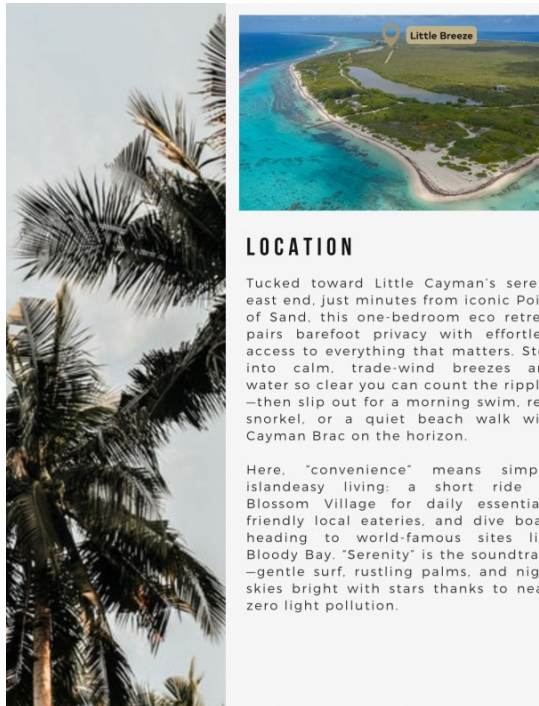 Little Breeze
LOCATION
Tucked toward Little Cayman's sere
east end, just minutes from iconic Poi
of Sand, this one-bedroom eco retre
pairs barefoot privacy with effortle
access to everything that matters. Ste
into calm, trade-wind breezes an
water so clear you can count the rippl
—then slip out for a morning swim, re
snorkel, or a quiet beach walk wi
Cayman Brac on the horizon.
Here, "convenience" means simp
islandeasy living: a short ride
Blossom Village for daily essentia
friendly local eateries, and dive boa
heading to world-famous sites li
Bloody Bay. "Serenity" is the soundtra
—gentle surf, rustling palms, and nig
skies bright with stars thanks to nea
zero light pollution.